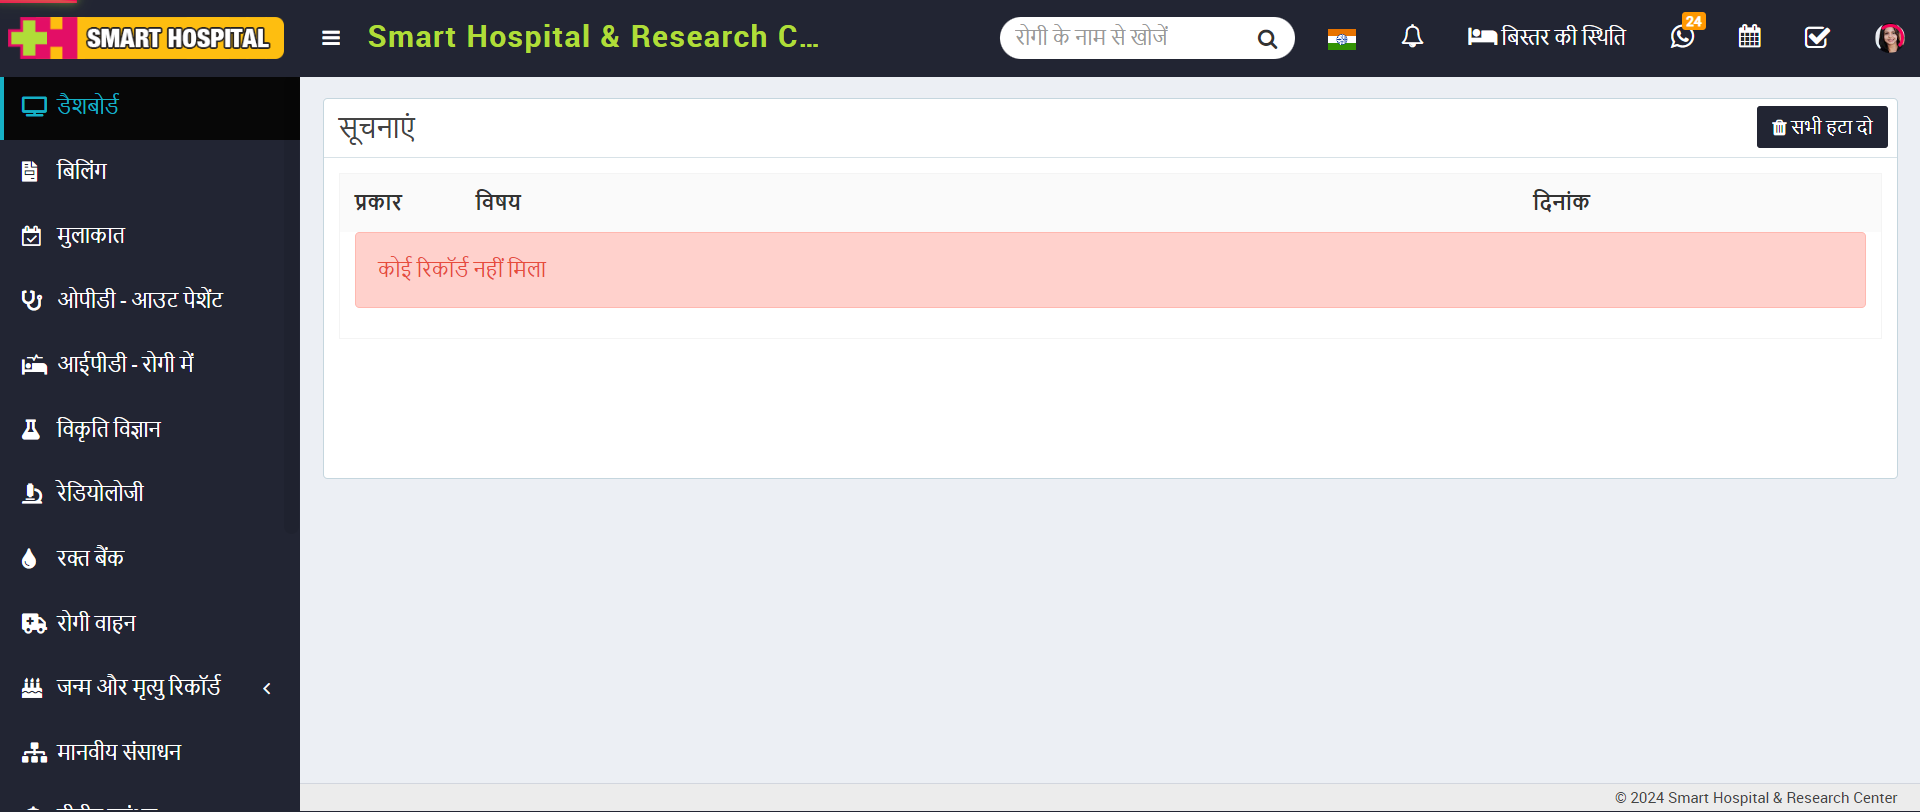 SMART HOSPITAL
Smart Hospital & Research C...
रोगी के नाम से खोजें
बिस्तर की स्थिति
24
डैशबोर्ड
बिलिंग
मुलाकात
ओपीडी - आउट पेशेंट
आईपीडी - रोगी में
विकृति विज्ञान
रेडियोलोजी
रक्त बैंक
रोगी वाहन
जन्म और मृत्यु रिकॉर्ड
मानवीय संसाधन
सूचनाएं
सभी हटा दो
प्रकार विषय दिनांक
कोई रिकॉर्ड नहीं मिला
© 2024 Smart Hospital & Research Center